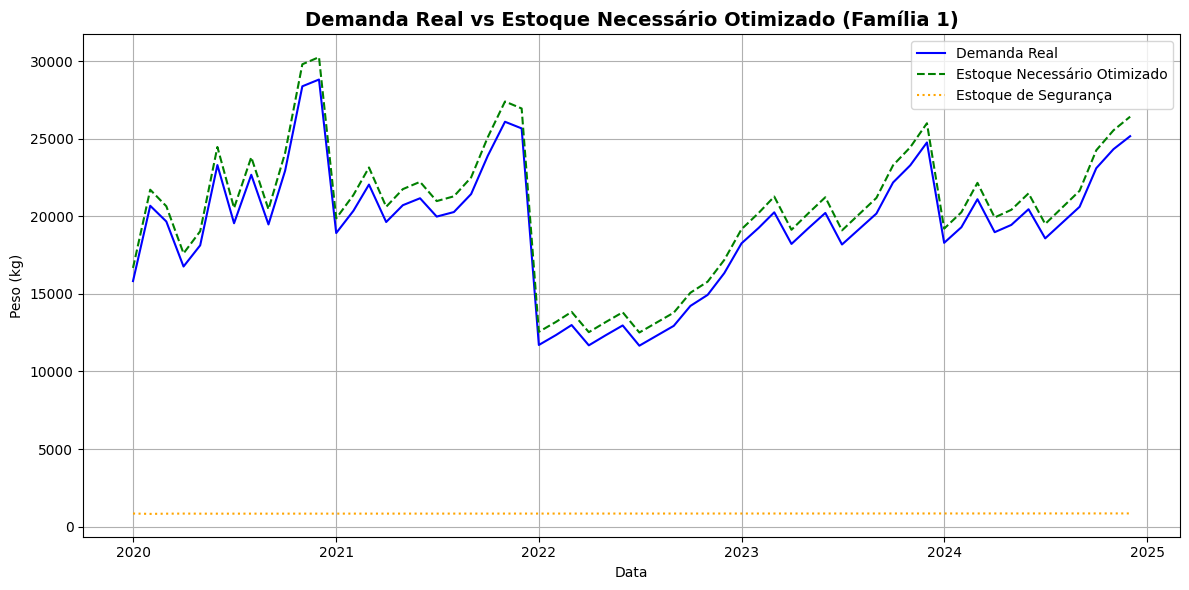 Demanda Real vs Estoque Necessário Otimizado (Família 1)
Demanda Real
Estoque Necessário Otimizado
Estoque de Segurança
Peso (kg)
30000
25000
20000
15000
10000
5000
0
2020
2021
2022
2023
2024
2025
Data